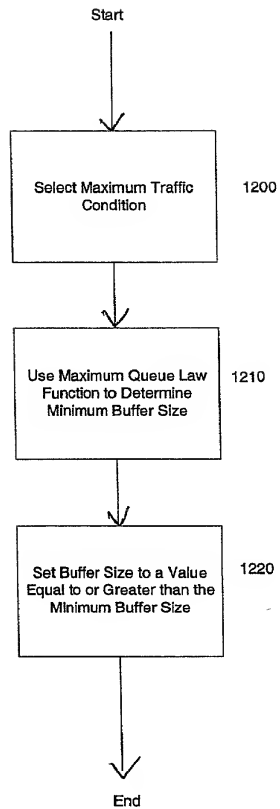 Start
Select Maximum Traffic
Condition
1200
Use Maximum Queue Law
Function to Determine
Minimum Buffer Size
1210
Set Buffer Size to a Value
Equal to or Greater than the
Minimum Buffer Size
1220
End